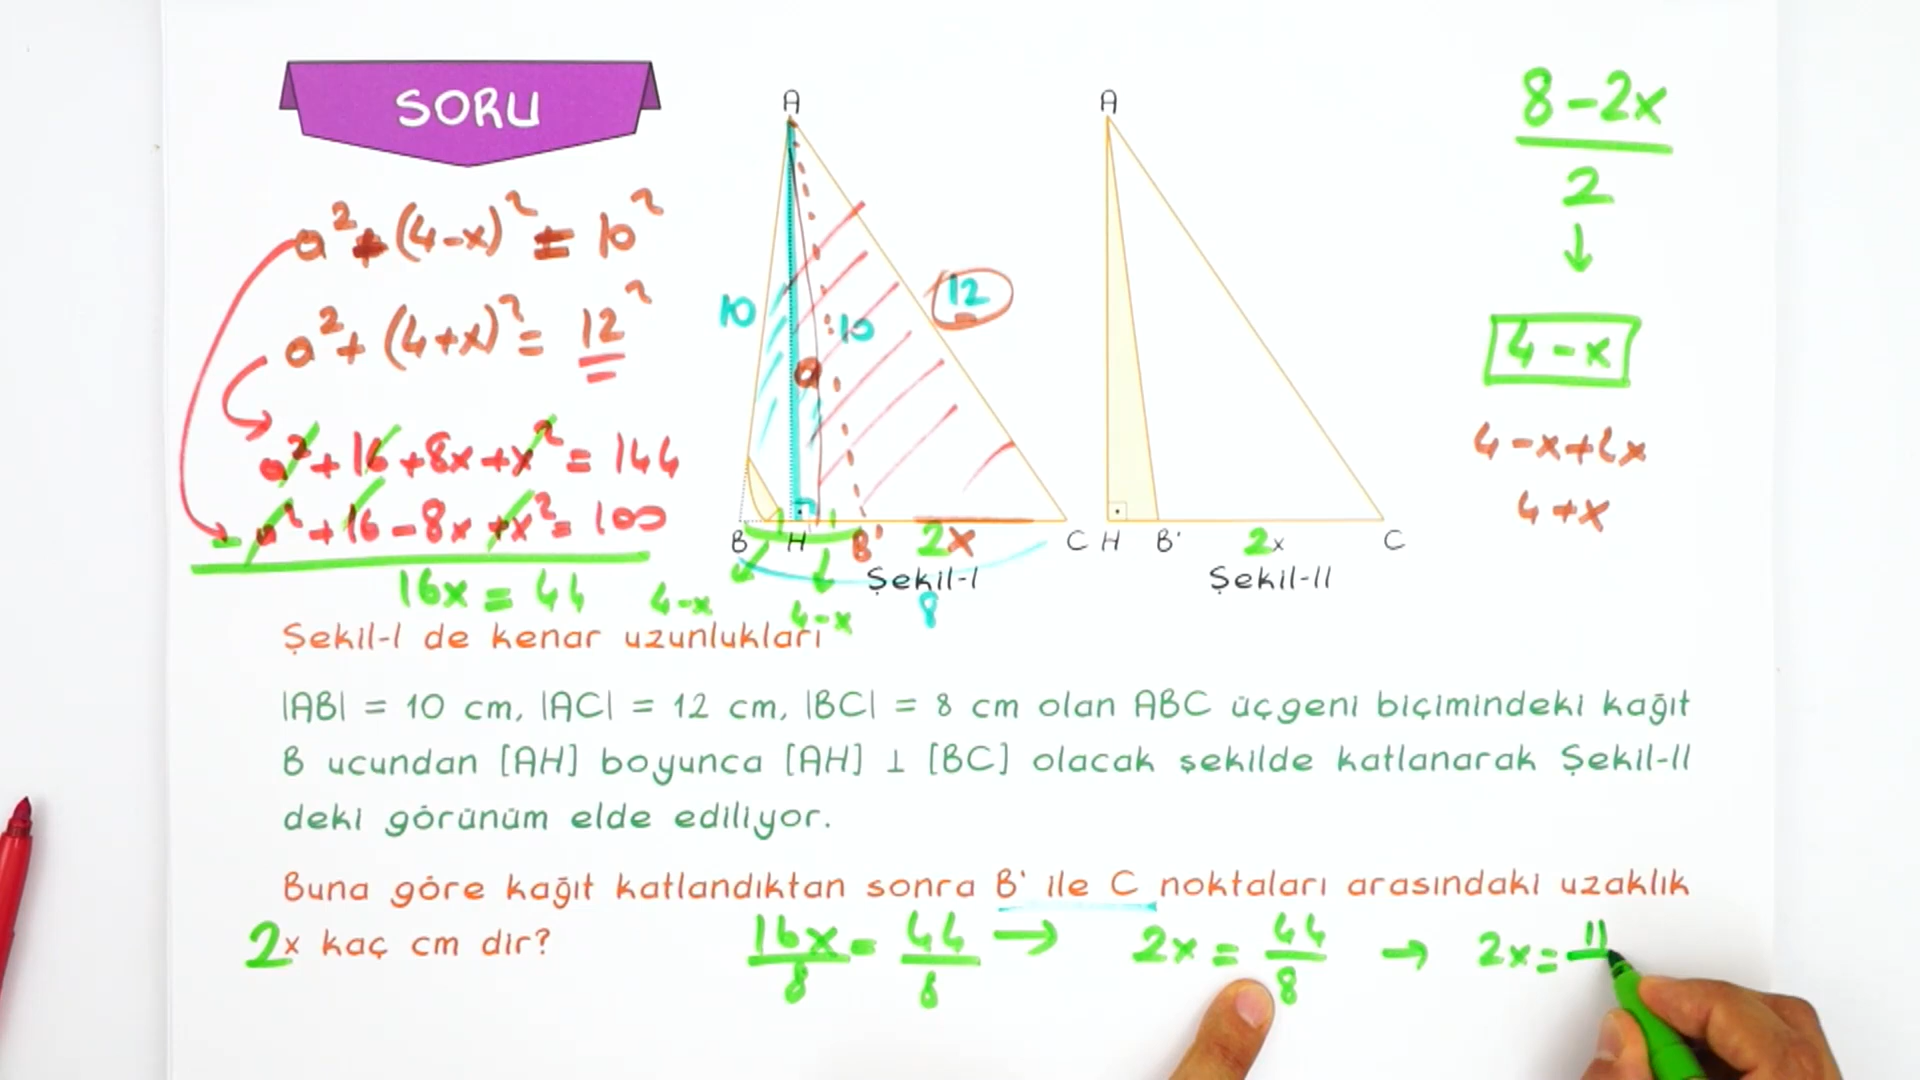 SORU
a² + (4-x)² = 10²
a² + (4+x)² = 12²
a² + 16 + 8x + x² = 144
- a² + 16 - 8x + x² = 100
16x = 44
A
10
10
12
a
B H B' 2x C
4-x
4-x
8
Şekil-I
A
H B' 2x C
Şekil-II
8-2x
2
4-x
4-x+2x
4+x
Şekil-I de kenar uzunlukları
|AB| = 10 cm, |AC| = 12 cm, |BC| = 8 cm olan ABC üçgeni biçimindeki kağıt
B ucundan [AH] boyunca [AH] ⊥ [BC] olacak şekilde katlanarak Şekil-II
deki görünüm elde ediliyor.
Buna göre kağıt katlandıktan sonra B' ile C noktaları arasındaki uzaklık
2x kaç cm dir?
16x/8 = 44/8 → 2x = 44/8 → 2x = 11